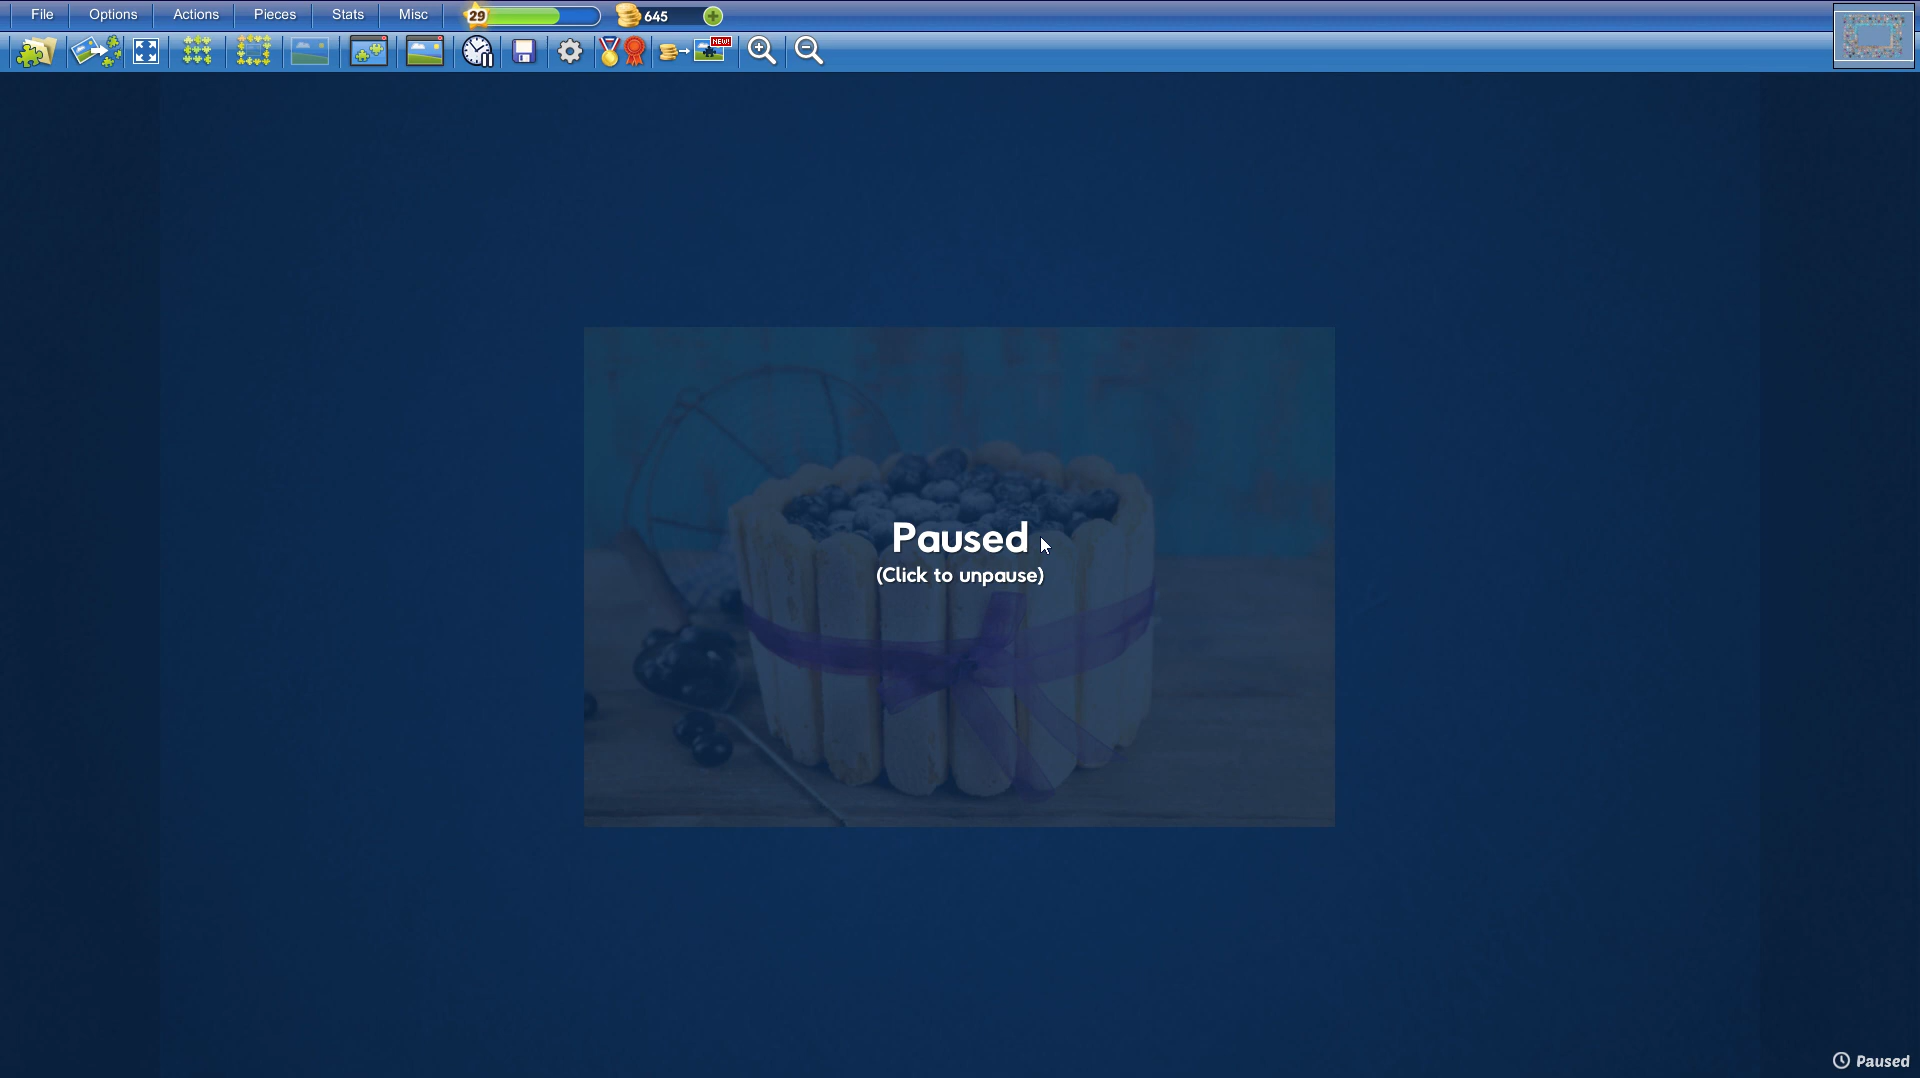 File Options Actions Pieces Stats Misc 29 645
NEW!
Paused
(Click to unpause)
Paused